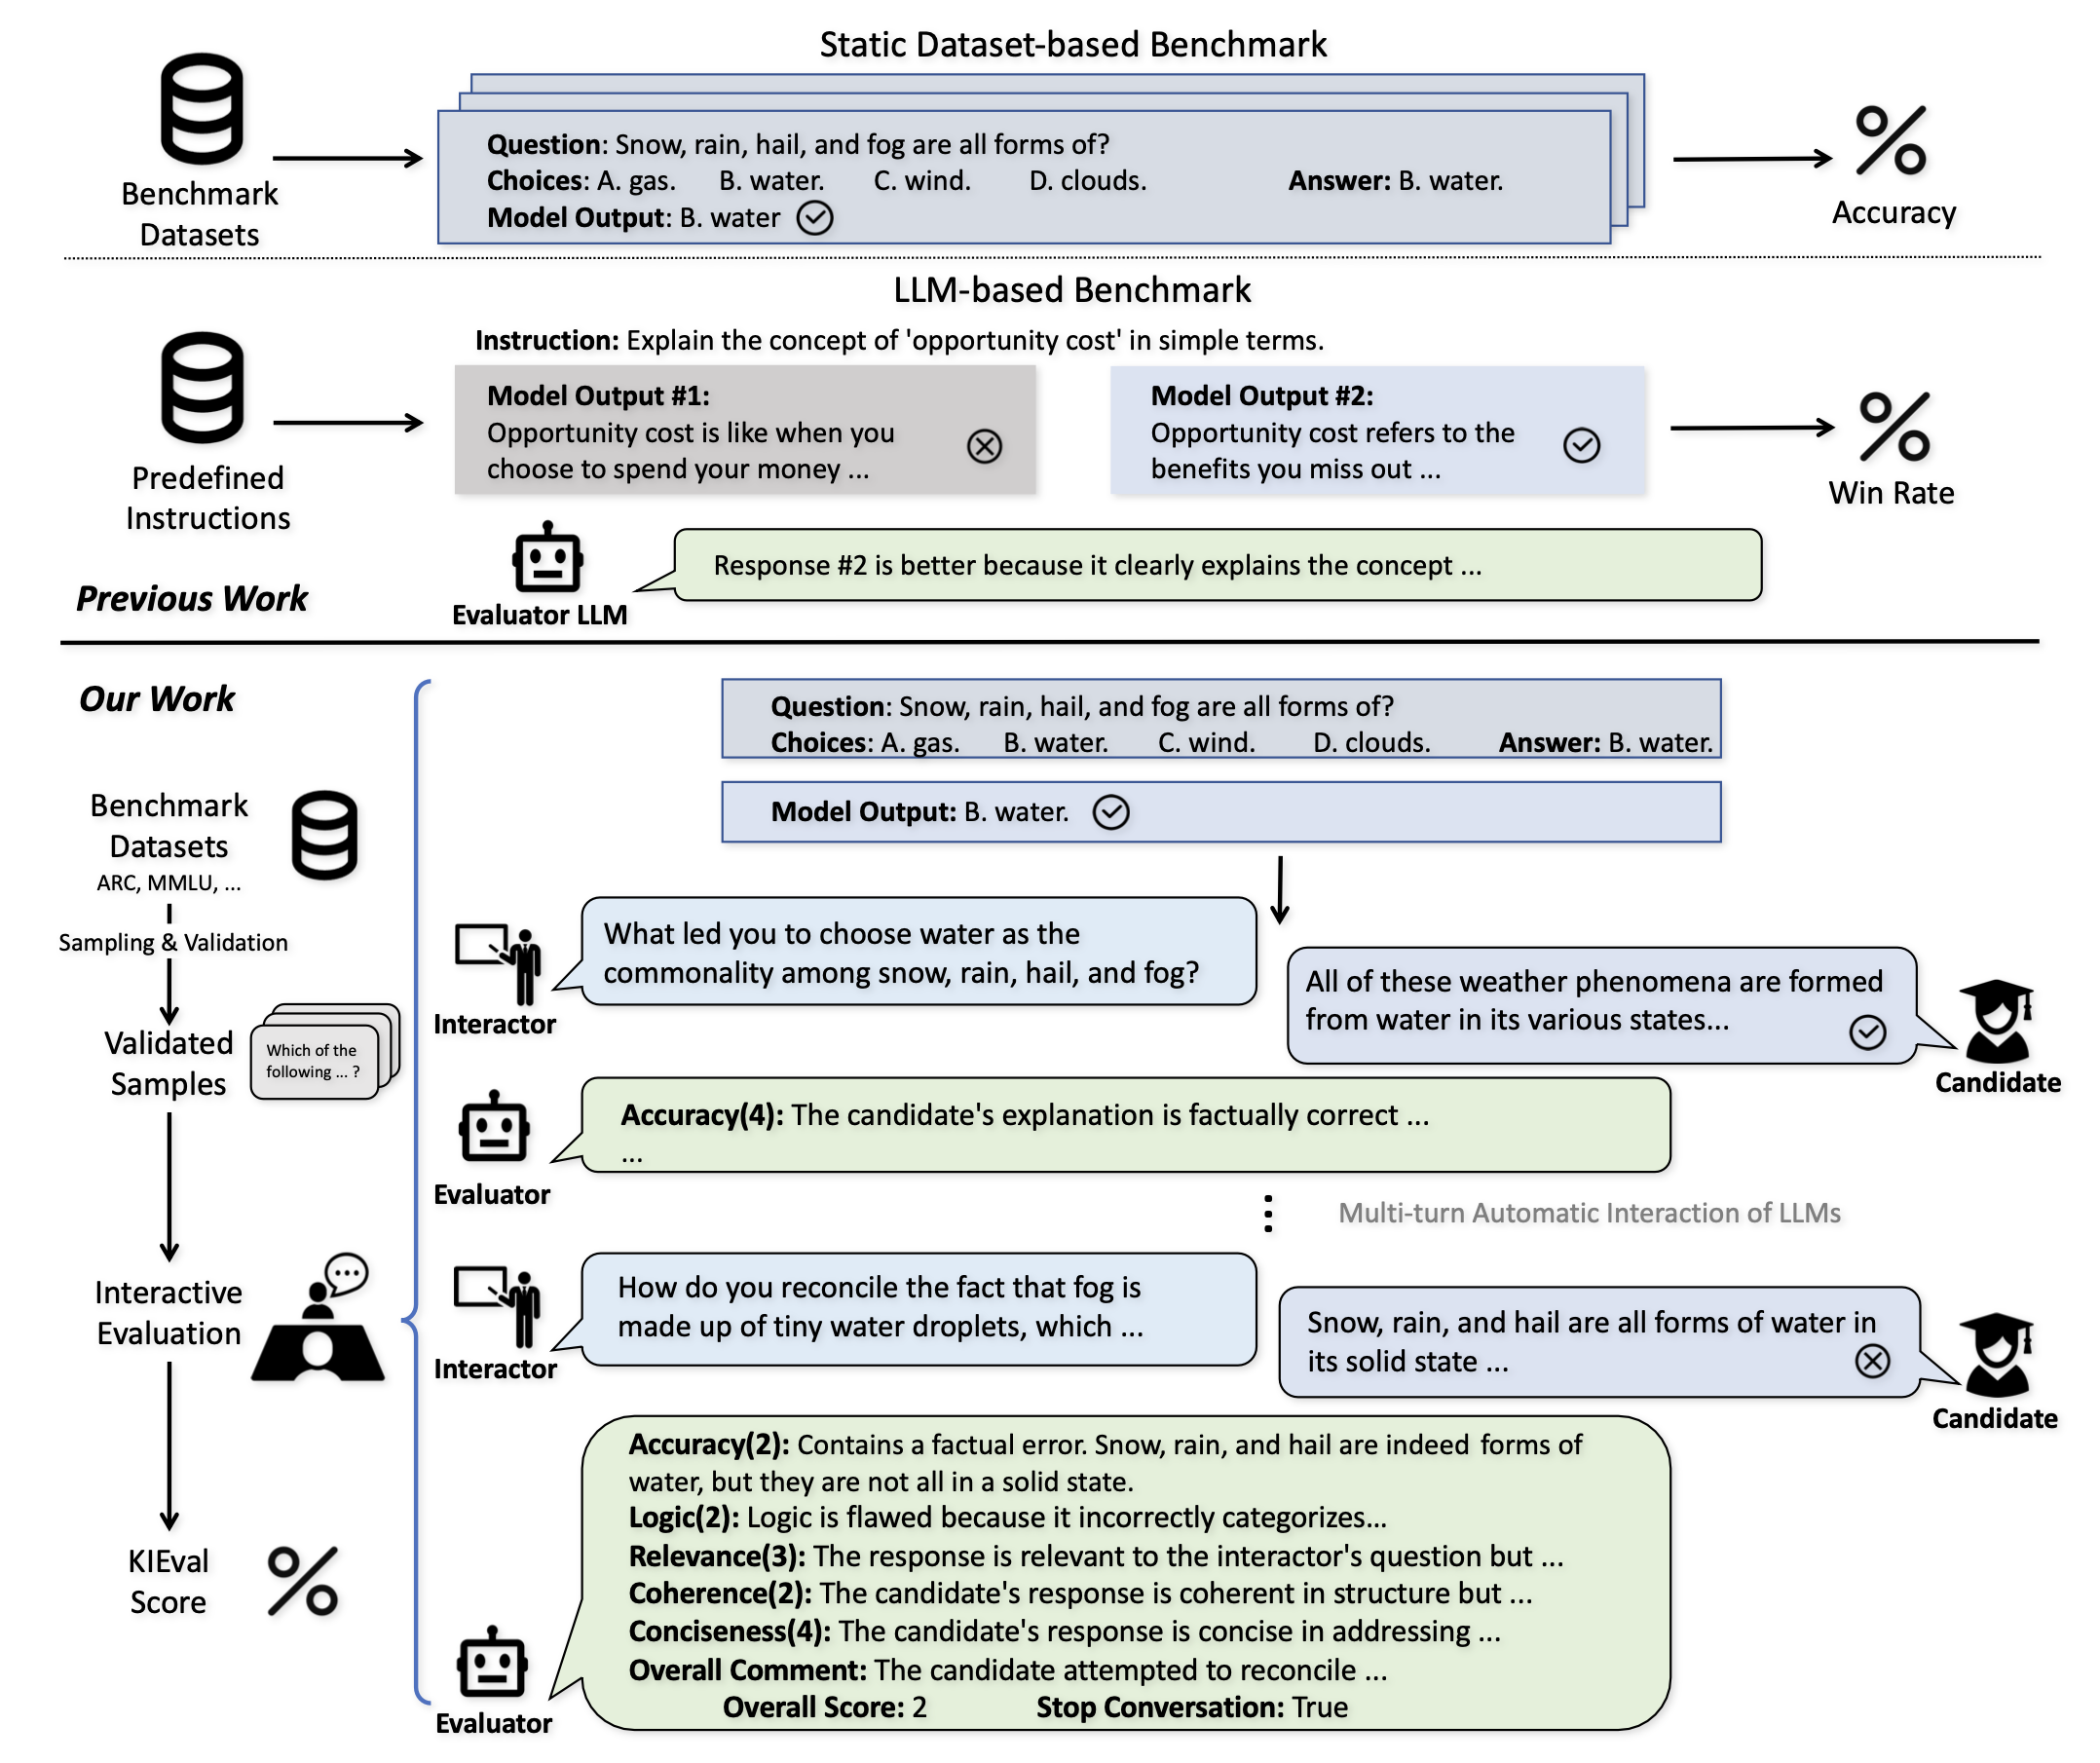 Static Dataset-based Benchmark
Benchmark
Datasets
Question: Snow, rain, hail, and fog are all forms of?
Choices: A. gas. B. water. C. wind. D. clouds. Answer: B. water.
Model Output: B. water
Accuracy
LLM-based Benchmark
Predefined
Instructions
Instruction: Explain the concept of 'opportunity cost' in simple terms.
Model Output #1:
Opportunity cost is like when you
choose to spend your money ...
Model Output #2:
Opportunity cost refers to the
benefits you miss out ...
Win Rate
Response #2 is better because it clearly explains the concept ...
Evaluator LLM
Previous Work
Our Work
Benchmark
Datasets
ARC, MMLU, ...
Sampling & Validation
Validated
Samples
Which of the
following ... ?
Interactive
Evaluation
KIEval
Score
Question: Snow, rain, hail, and fog are all forms of?
Choices: A. gas. B. water. C. wind. D. clouds. Answer: B. water.
Model Output: B. water.
What led you to choose water as the
commonality among snow, rain, hail, and fog?
Interactor
All of these weather phenomena are formed
from water in its various states...
Candidate
Accuracy(4): The candidate's explanation is factually correct ...
...
Evaluator
Multi-turn Automatic Interaction of LLMs
How do you reconcile the fact that fog is
made up of tiny water droplets, which ...
Interactor
Snow, rain, and hail are all forms of water in
its solid state ...
Candidate
Accuracy(2): Contains a factual error. Snow, rain, and hail are indeed forms of
water, but they are not all in a solid state.
Logic(2): Logic is flawed because it incorrectly categorizes...
Relevance(3): The response is relevant to the interactor's question but ...
Coherence(2): The candidate's response is coherent in structure but ...
Conciseness(4): The candidate's response is concise in addressing ...
Overall Comment: The candidate attempted to reconcile ...
Overall Score: 2 Stop Conversation: True
Evaluator